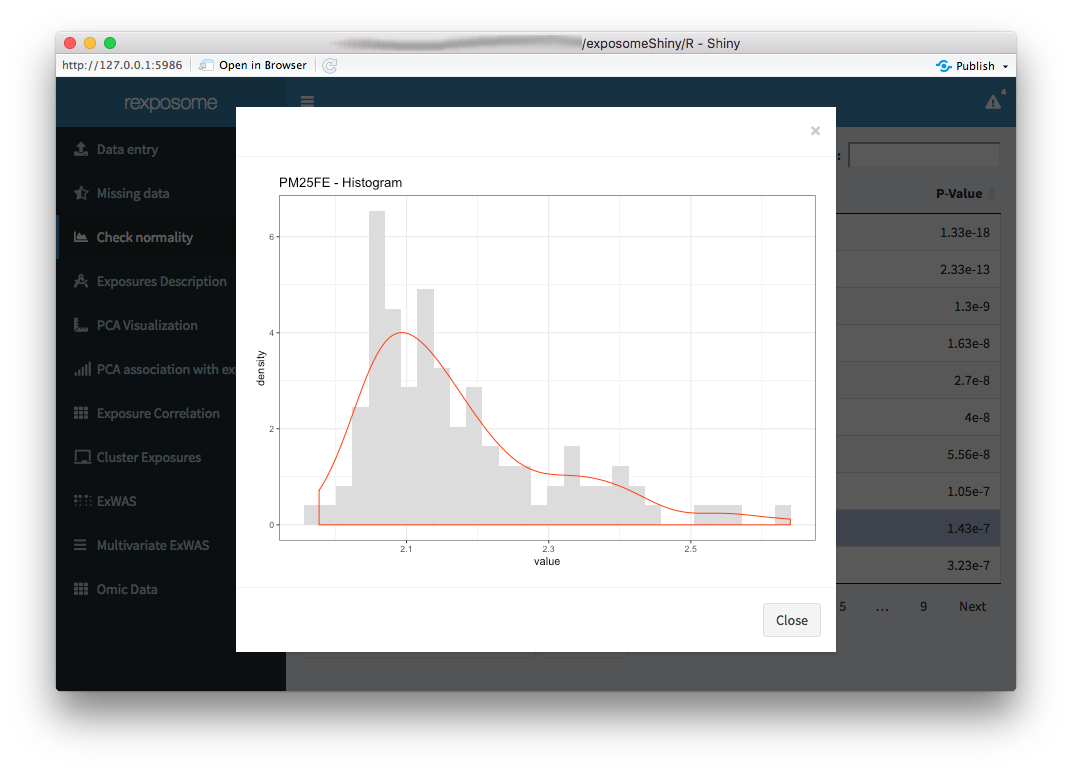 /exposomeShiny/R - Shiny
http://127.0.0.1:5986
Open in Browser
Publish
rexposome
4
Data entry
Missing data
Check normality
Exposures Description
PCA Visualization
PCA association with ex
Exposure Correlation
Cluster Exposures
ExWAS
Multivariate ExWAS
Omic Data
×
PM25FE - Histogram
density
6
4
2
0
2.1 2.3 2.5
value
Close
:
P-Value
1.33e-18
2.33e-13
1.3e-9
1.63e-8
2.7e-8
4e-8
5.56e-8
1.05e-7
1.43e-7
3.23e-7
5 … 9 Next